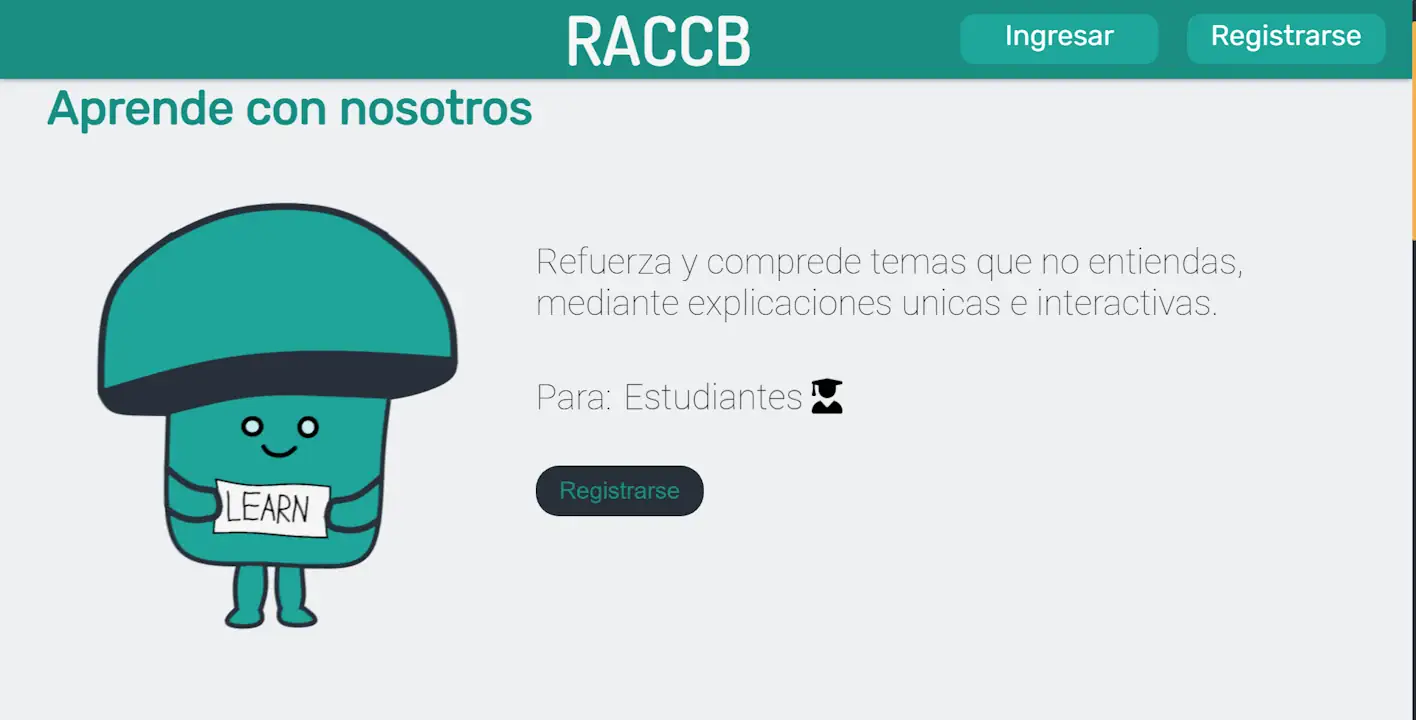 RACCB
Ingresar
Registrarse
Aprende con nosotros
Refuerza y comprede temas que no entiendas,
mediante explicaciones unicas e interactivas.
Para: Estudiantes
LEARN
Registrarse